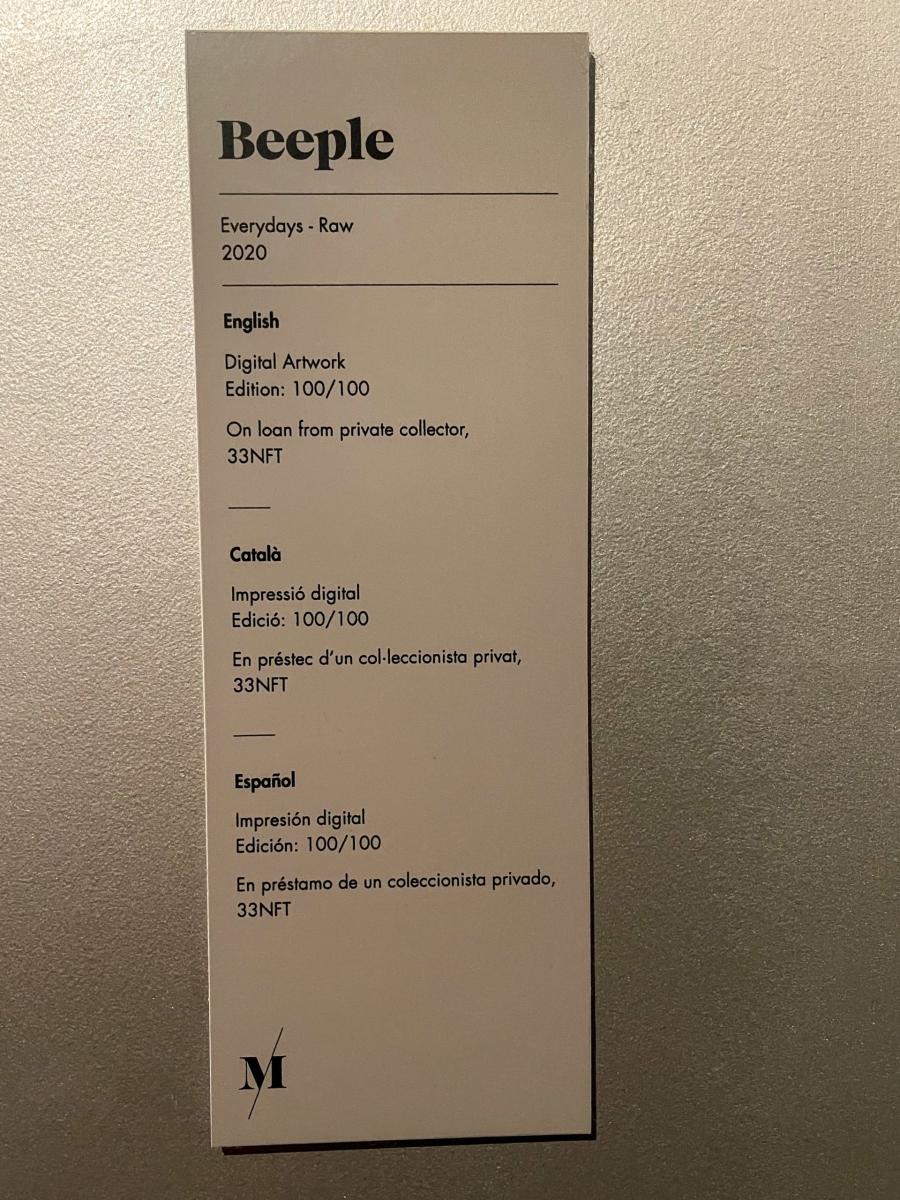 Beeple
Everydays - Raw
2020
English
Digital Artwork
Edition: 100/100
On loan from private collector,
33NFT
Català
Impressió digital
Edició: 100/100
En préstec d'un col·leccionista privat,
33NFT
Español
Impresión digital
Edición: 100/100
En préstamo de un coleccionista privado,
33NFT
M